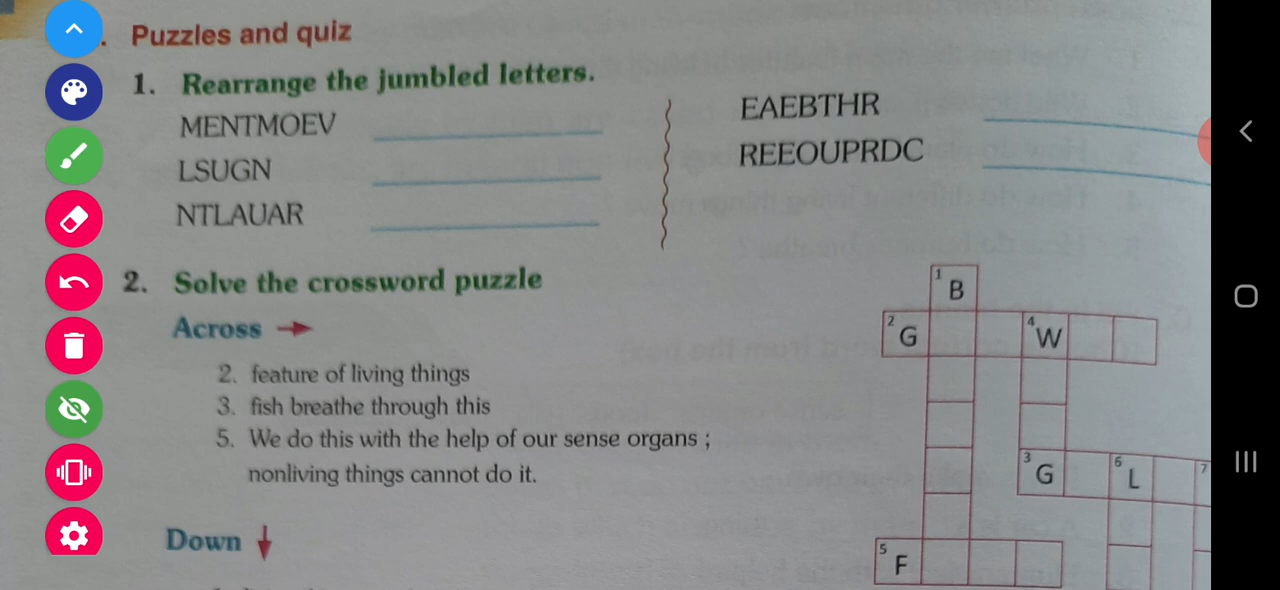 . Puzzles and quiz
1. Rearrange the jumbled letters.
MENTMOEV
LSUGN
NTLAUAR
EAEBTHR
REEOUPRDC
2. Solve the crossword puzzle
Across
2. feature of living things
3. fish breathe through this
5. We do this with the help of our sense organs ;
nonliving things cannot do it.
Down
1 B
2 G 4 W
3 G 6 L 7
5 F